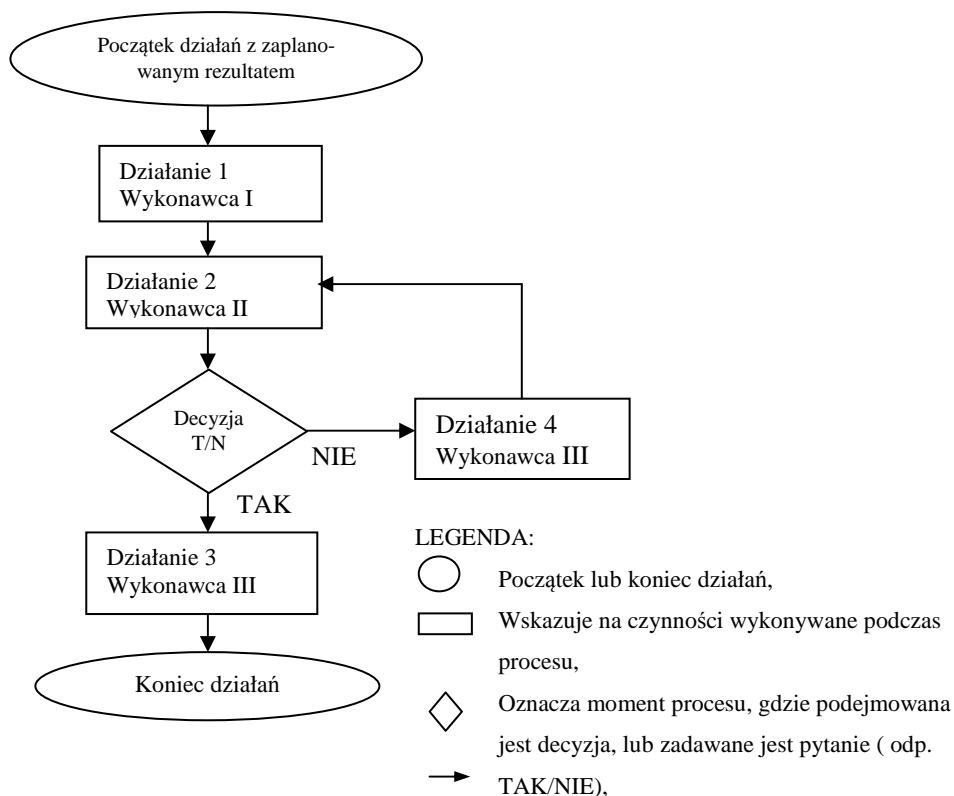 Początek działań z zaplano-
wanym rezultatem
Działanie 1
Wykonawca I
Działanie 2
Wykonawca II
Decyzja
T/N
NIE
Działanie 4
Wykonawca III
TAK
Działanie 3
Wykonawca III
Koniec działań
LEGENDA:
Początek lub koniec działań,
Wskazuje na czynności wykonywane podczas
procesu,
Oznacza moment procesu, gdzie podejmowana
jest decyzja, lub zadawane jest pytanie ( odp.
TAK/NIE),